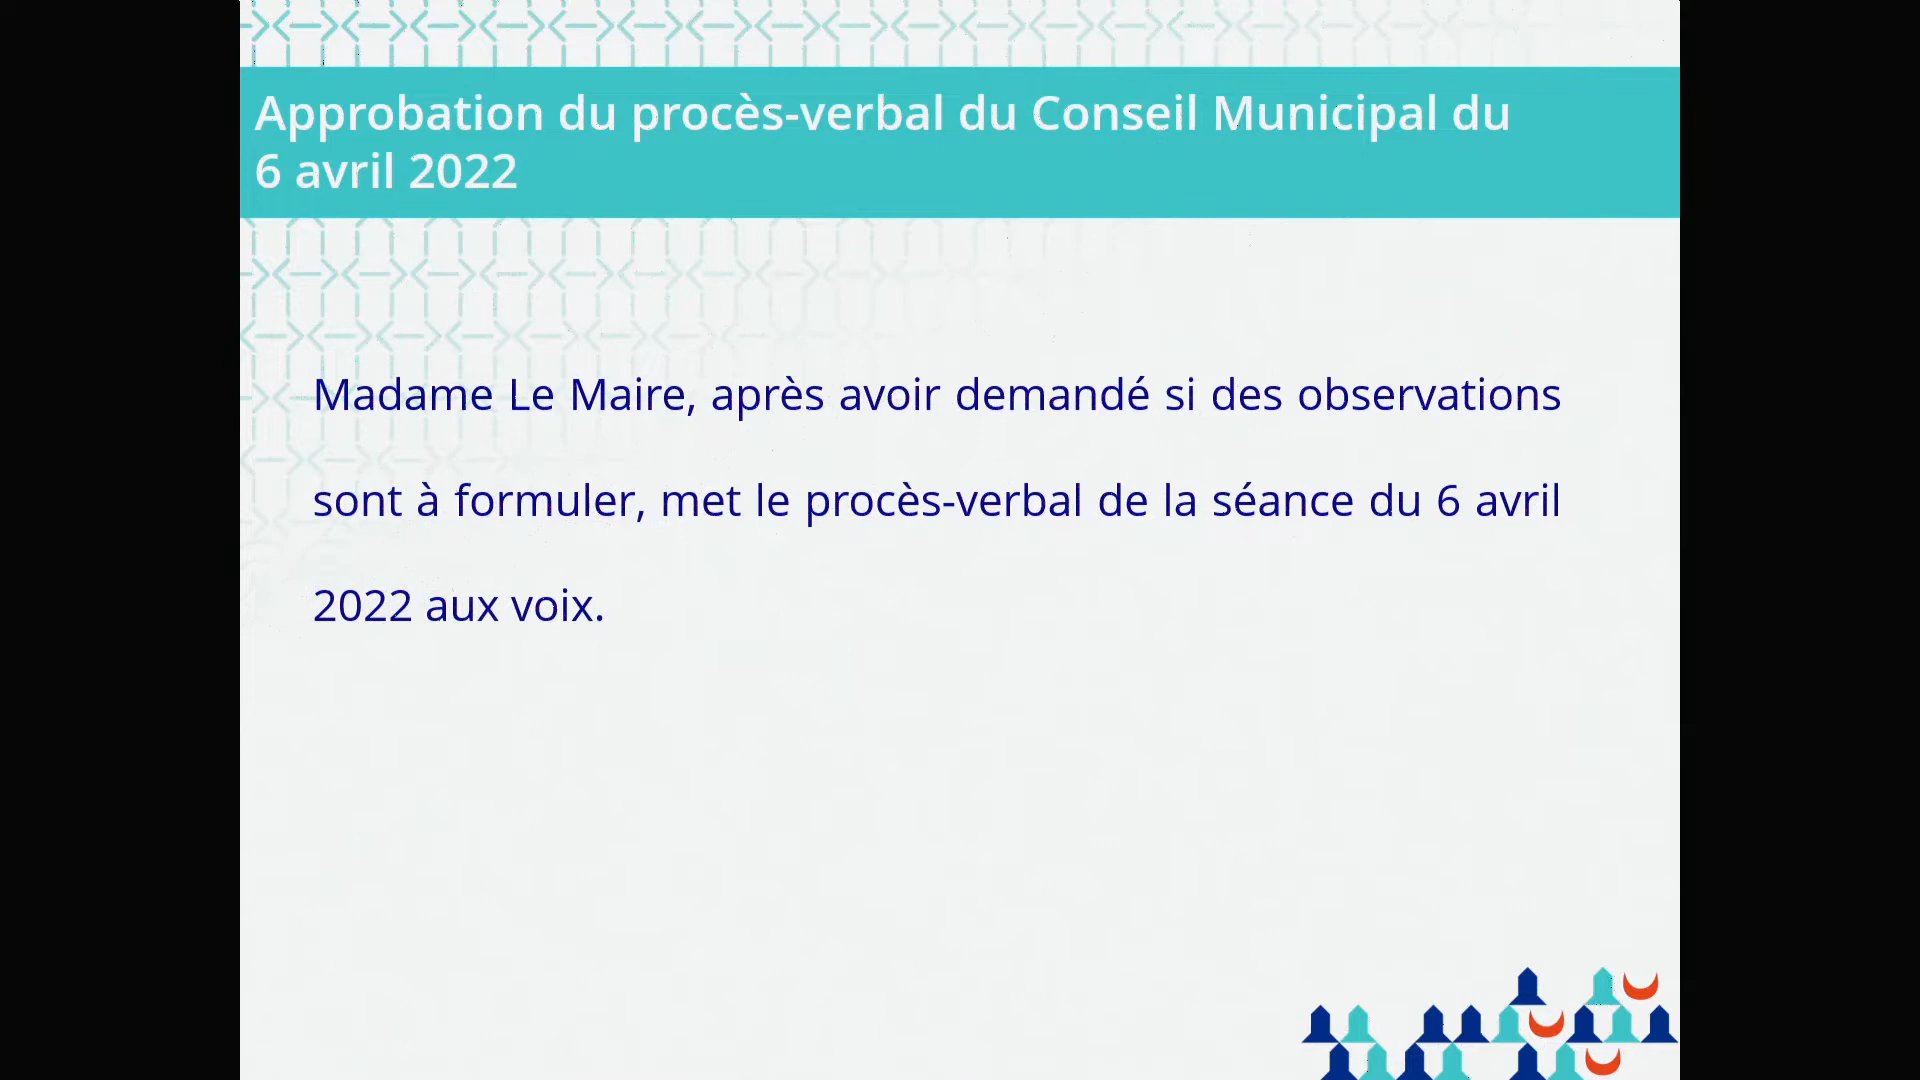 Approbation du procès-verbal du Conseil Municipal du
6 avril 2022
Madame Le Maire, après avoir demandé si des observations
sont à formuler, met le procès-verbal de la séance du 6 avril
2022 aux voix.